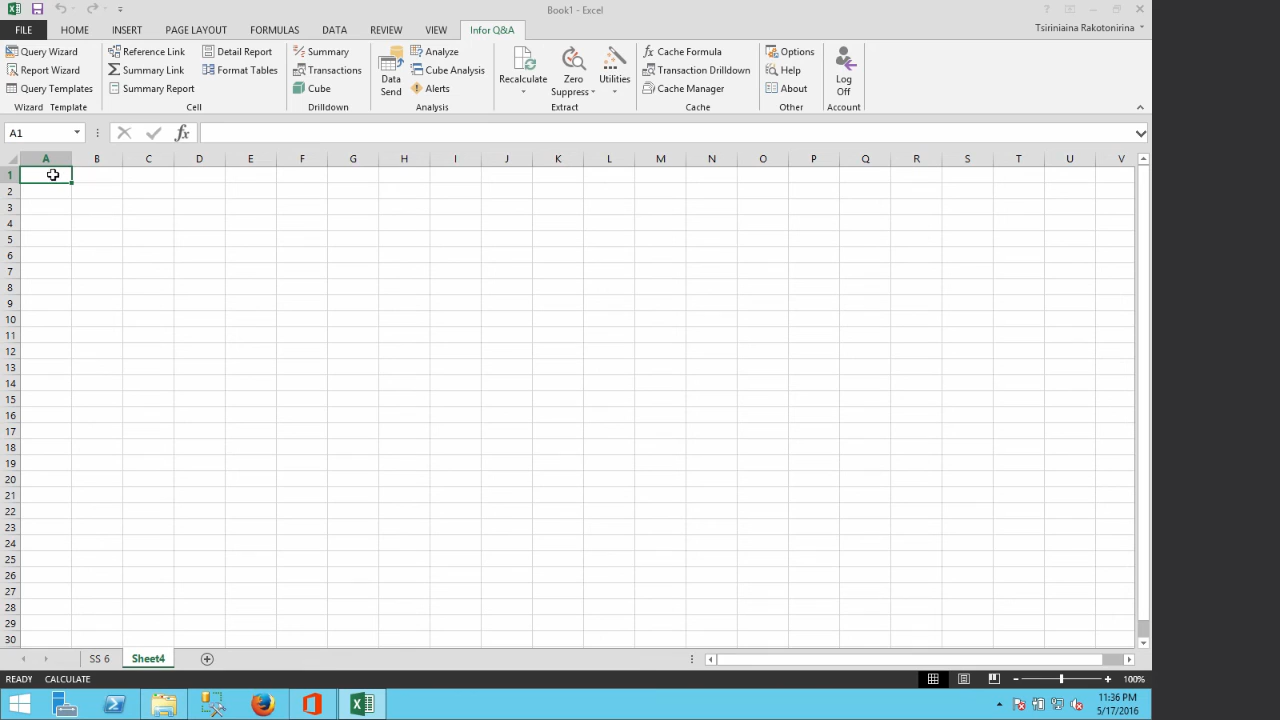 Book1 - Excel
FILE HOME INSERT PAGE LAYOUT FORMULAS DATA REVIEW VIEW Infor Q&A Tsiriniaina Rakotonirina
Query Wizard Reference Link Detail Report Summary Analyze Cache Formula Options
Report Wizard Summary Link Format Tables Transactions Cube Analysis Transaction Drilldown Help
Query Templates Summary Report Cube Alerts Cache Manager About
Data Send
Recalculate
Zero Suppress
Utilities
Log Off
Wizard Template Cell Drilldown Analysis Extract Cache Other Account
A1 fx
A B C D E F G H I J K L M N O P Q R S T U V
1
2
3
4
5
6
7
8
9
10
11
12
13
14
15
16
17
18
19
20
21
22
23
24
25
26
27
28
29
30
SS 6 Sheet4
READY CALCULATE 100%
11:36 PM
5/17/2016